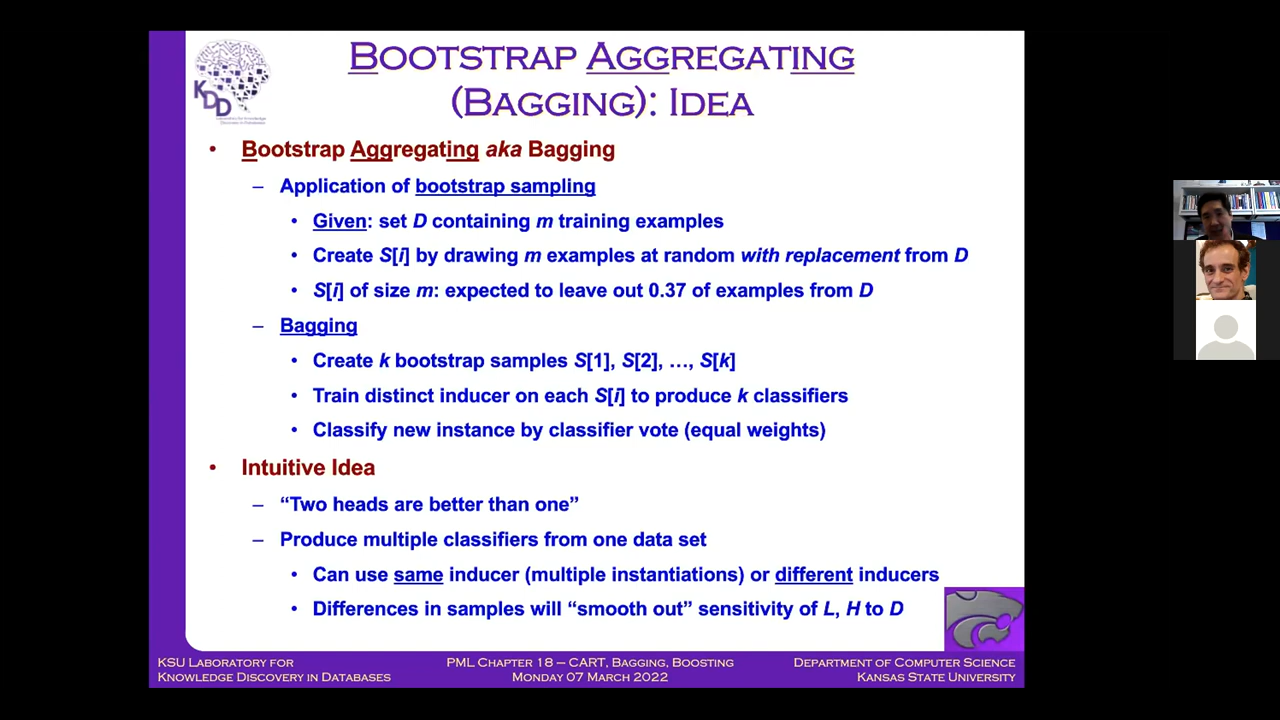 BOOTSTRAP AGGREGATING
(BAGGING): IDEA
KDD
• Bootstrap Aggregating aka Bagging
– Application of bootstrap sampling
• Given: set D containing m training examples
• Create S[i] by drawing m examples at random with replacement from D
• S[i] of size m: expected to leave out 0.37 of examples from D
– Bagging
• Create k bootstrap samples S[1], S[2], …, S[k]
• Train distinct inducer on each S[i] to produce k classifiers
• Classify new instance by classifier vote (equal weights)
• Intuitive Idea
– “Two heads are better than one”
– Produce multiple classifiers from one data set
• Can use same inducer (multiple instantiations) or different inducers
• Differences in samples will “smooth out” sensitivity of L, H to D
KSU LABORATORY FOR
KNOWLEDGE DISCOVERY IN DATABASES
PML CHAPTER 18 – CART, BAGGING, BOOSTING
MONDAY 07 MARCH 2022
DEPARTMENT OF COMPUTER SCIENCE
KANSAS STATE UNIVERSITY